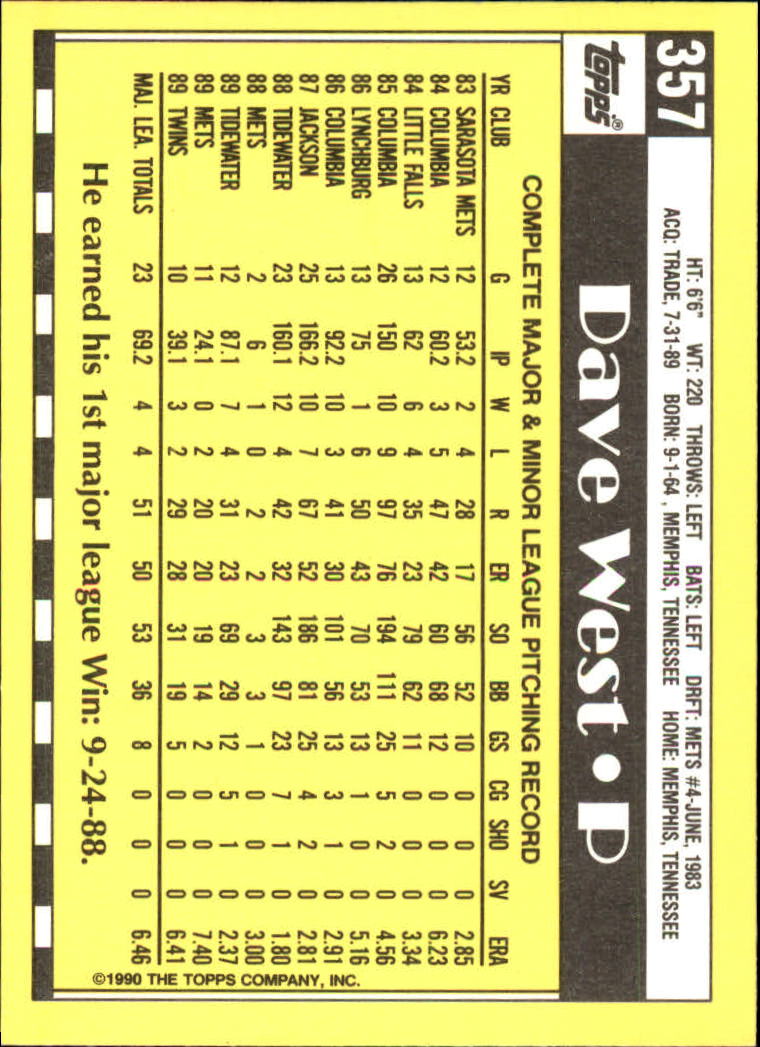 357
HT: 6'6" WT: 220 THROWS: LEFT BATS: LEFT DRFT: METS #4-JUNE, 1983
ACQ: TRADE, 7-31-89 BORN: 9-1-64 , MEMPHIS, TENNESSEE HOME: MEMPHIS, TENNESSEE
TOPPS®
Dave West • P
COMPLETE MAJOR & MINOR LEAGUE PITCHING RECORD
YR CLUB G IP W L R ER SO BB GS CG SHO SV ERA
83 SARASOTA METS 12 53.2 2 4 28 17 56 52 10 0 0 0 2.85
84 COLUMBIA 12 60.2 3 5 47 42 60 68 12 0 0 0 6.23
84 LITTLE FALLS 13 62 6 4 35 23 79 62 11 0 0 0 3.34
85 COLUMBIA 26 150 10 9 97 76 194 111 25 5 2 0 4.56
86 LYNCHBURG 13 75 1 6 50 43 70 53 13 1 0 0 5.16
86 COLUMBIA 13 92.2 10 3 41 30 101 56 13 3 1 0 2.91
87 JACKSON 25 166.2 10 7 67 52 186 81 25 4 2 0 2.81
88 TIDEWATER 23 160.1 12 4 42 32 143 97 23 7 1 0 1.80
88 METS 2 6 1 0 2 2 3 3 1 0 0 0 3.00
89 TIDEWATER 12 87.1 7 4 31 23 69 29 12 5 1 0 2.37
89 METS 11 24.1 0 2 20 20 19 14 2 0 0 0 7.40
89 TWINS 10 39.1 3 2 29 28 31 19 5 0 0 0 6.41
MAJ. LEA. TOTALS 23 69.2 4 4 51 50 53 36 8 0 0 0 6.46
He earned his 1st major league Win: 9-24-88.
©1990 THE TOPPS COMPANY, INC.